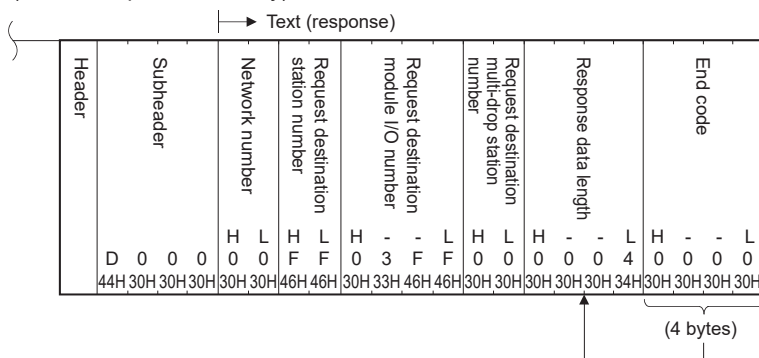 Text (response)
Header
Subheader
Network number
Request destination
station number
Request destination
module I/O number
Request destination
multi-drop station
number
Response data length
End code
H L H L H - - L H L H - - L H - - L
D 0 0 0 0 0 F F 0 3 F F 0 0 0 0 0 4 0 0 0 0
44H 30H 30H 30H 30H 30H 46H 46H 30H 33H 46H 46H 30H 30H 30H 30H 30H 34H 30H 30H 30H 30H
(4 bytes)